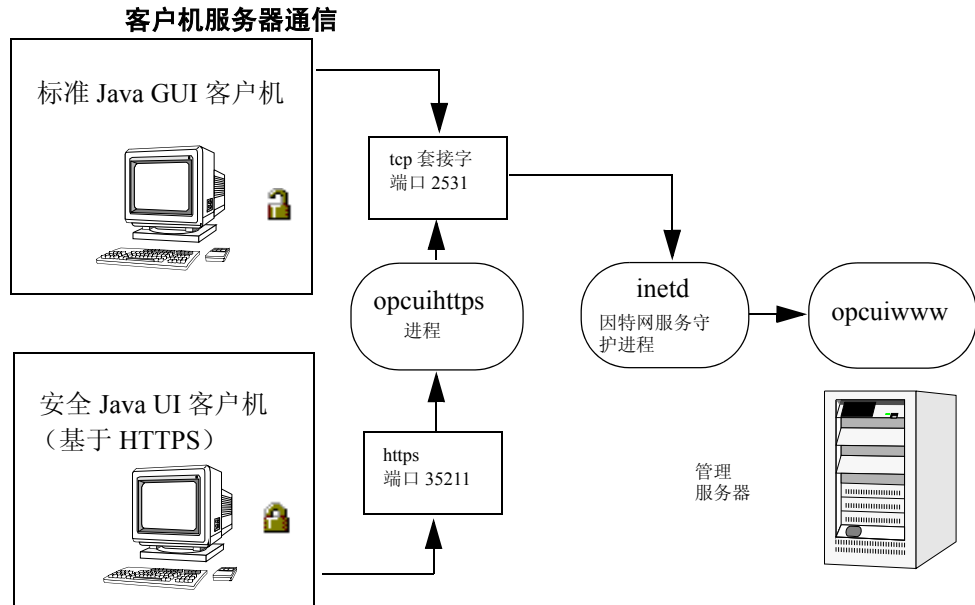 客户机服务器通信
标准 Java GUI 客户机
tcp 套接字
端口 2531
opcuihttps
进程
inetd
因特网服务守
护进程
opcuiwww
安全 Java UI 客户机
（基于 HTTPS）
https
端口 35211
管理
服务器